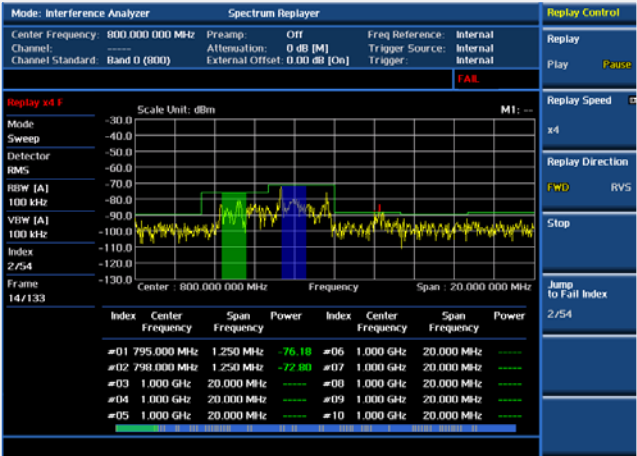 Mode: Interference Analyzer Spectrum Replayer
Center Frequency: 800.000 000 MHz Preamp: Off Freq Reference: Internal
Channel: ----- Attenuation: 0 dB [M] Trigger Source: Internal
Channel Standard: Band 0 (800) External Offset: 0.00 dB [On] Trigger: Internal
FAIL
Replay x4 F
Mode
Sweep
Detector
RMS
RBW [A]
100 kHz
VBW [A]
100 kHz
Index
2/54
Frame
14/133
Scale Unit: dBm M1: --
-30.0
-40.0
-50.0
-60.0
-70.0
-80.0
-90.0
-100.0
-110.0
-120.0
-130.0
Center : 800.000 000 MHz Frequency Span : 20.000 000 MHz
Index Center Frequency Span Frequency Power Index Center Frequency Span Frequency Power
#01 795.000 MHz 1.250 MHz -76.18 #06 1.000 GHz 20.000 MHz -----
#02 798.000 MHz 1.250 MHz -72.80 #07 1.000 GHz 20.000 MHz -----
#03 1.000 GHz 20.000 MHz ----- #08 1.000 GHz 20.000 MHz -----
#04 1.000 GHz 20.000 MHz ----- #09 1.000 GHz 20.000 MHz -----
#05 1.000 GHz 20.000 MHz ----- #10 1.000 GHz 20.000 MHz -----
Replay Control
Replay
Play Pause
Replay Speed
x4
Replay Direction
FWD RVS
Stop
Jump
to Fail Index
2/54